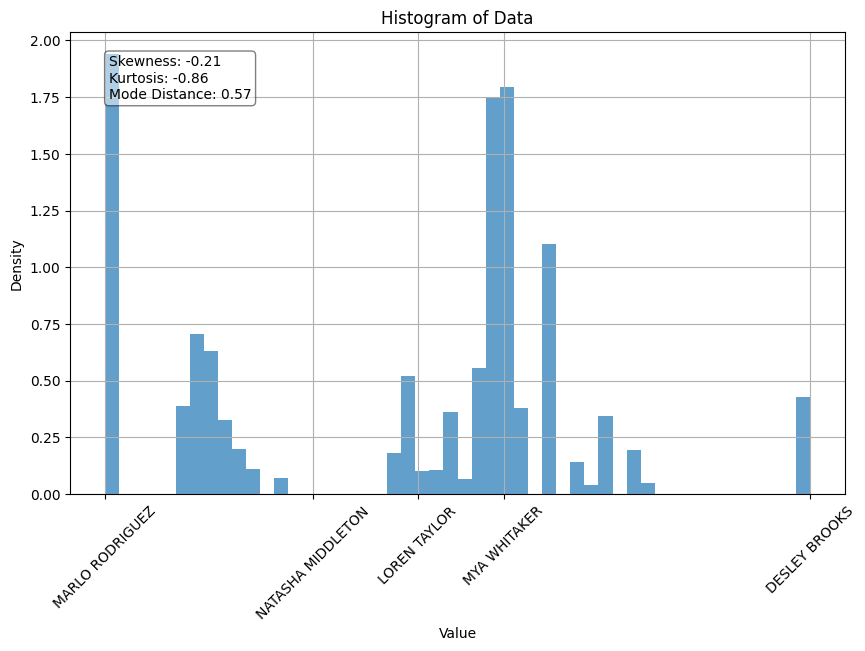 Histogram of Data
Skewness: -0.21
Kurtosis: -0.86
Mode Distance: 0.57
2.00
1.75
1.50
1.25
1.00
0.75
0.50
0.25
0.00
Density
MARLO RODRIGUEZ
NATASHA MIDDLETON
LOREN TAYLOR
MYA WHITAKER
DESLEY BROOKS
Value